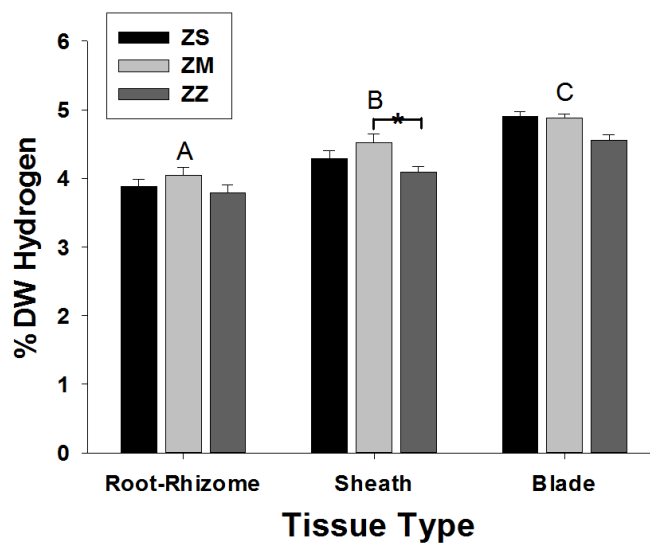 ZS
ZM
ZZ
6
5
4
3
2
1
0
% DW Hydrogen
A
B
*
C
Root-Rhizome Sheath Blade
Tissue Type